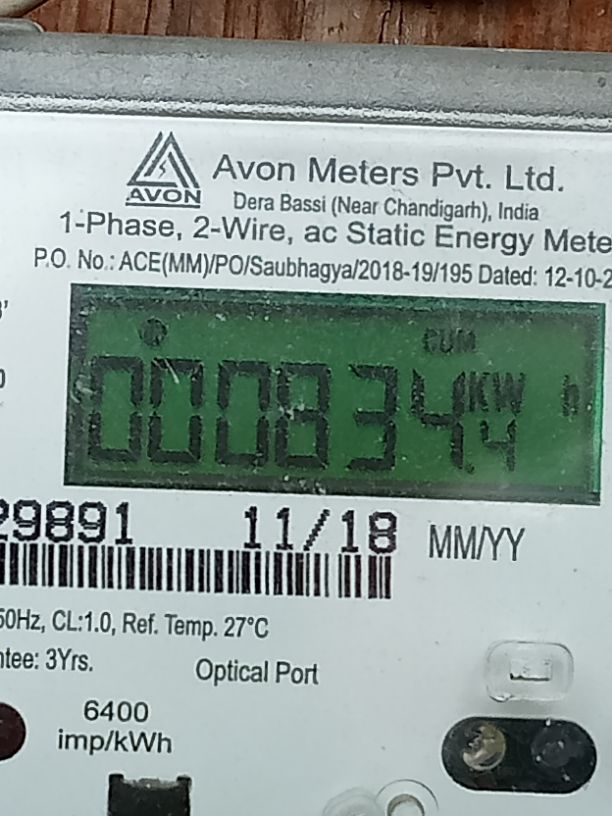 AVON
Avon Meters Pvt. Ltd.
Dera Bassi (Near Chandigarh), India
1-Phase, 2-Wire, ac Static Energy Mete
P.O. No.: ACE(MM)/PO/Saubhagya/2018-19/195 Dated: 12-10-2
CUM
000834.4 KW h
29891 11/18 MM/YY
50Hz, CL:1.0, Ref. Temp. 27°C
ntee: 3Yrs.
Optical Port
6400
imp/kWh